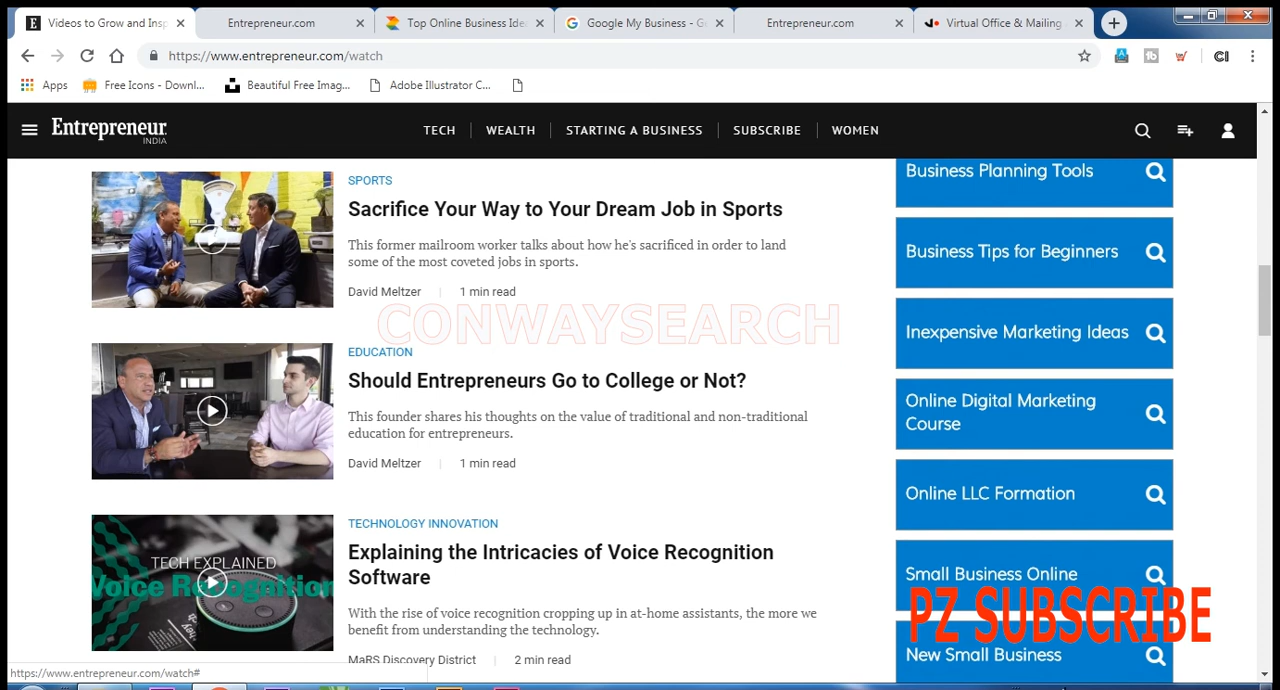 Videos to Grow and Insp
Entrepreneur.com
Top Online Business Idea
Google My Business - G
Entrepreneur.com
Virtual Office & Mailing
https://www.entrepreneur.com/watch
Apps
Free Icons - Downl...
Beautiful Free Imag...
Adobe Illustrator C...
Entrepreneur
INDIA
TECH
WEALTH
STARTING A BUSINESS
SUBSCRIBE
WOMEN
SPORTS
Sacrifice Your Way to Your Dream Job in Sports
This former mailroom worker talks about how he's sacrificed in order to land
some of the most coveted jobs in sports.
David Meltzer | 1 min read
CONWAYSEARCH
EDUCATION
Should Entrepreneurs Go to College or Not?
This founder shares his thoughts on the value of traditional and non-traditional
education for entrepreneurs.
David Meltzer | 1 min read
TECH EXPLAINED
Voice Recognition
TECHNOLOGY INNOVATION
Explaining the Intricacies of Voice Recognition
Software
With the rise of voice recognition cropping up in at-home assistants, the more we
benefit from understanding the technology.
MaRS Discovery District | 2 min read
Business Planning Tools
Business Tips for Beginners
Inexpensive Marketing Ideas
Online Digital Marketing
Course
Online LLC Formation
Small Business Online
PZ SUBSCRIBE
New Small Business
https://www.entrepreneur.com/watch#